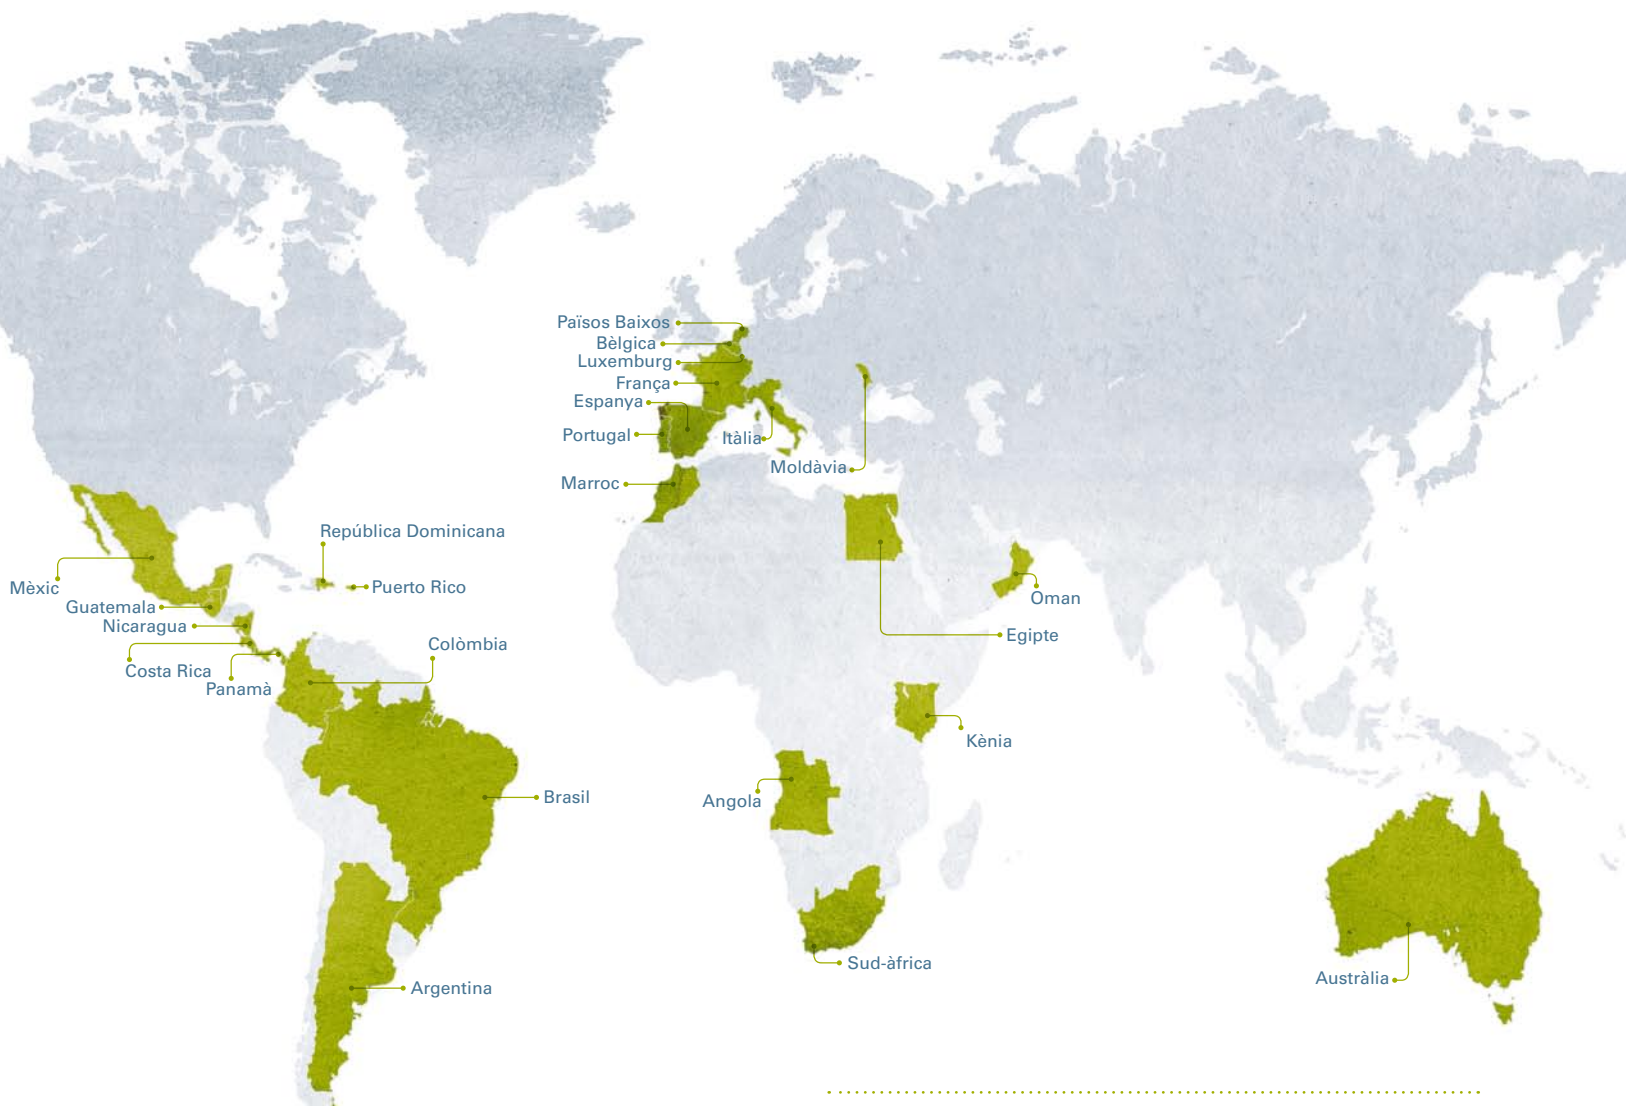 Països Baixos
Bèlgica
Luxemburg
França
Espanya
Portugal
Itàlia
Moldàvia
Marroc
República Dominicana
Mèxic
Puerto Rico
Guatemala
Nicaragua
Costa Rica
Panamà
Colòmbia
Oman
Egipte
Kènia
Brasil
Angola
Sud-àfrica
Argentina
Austràlia